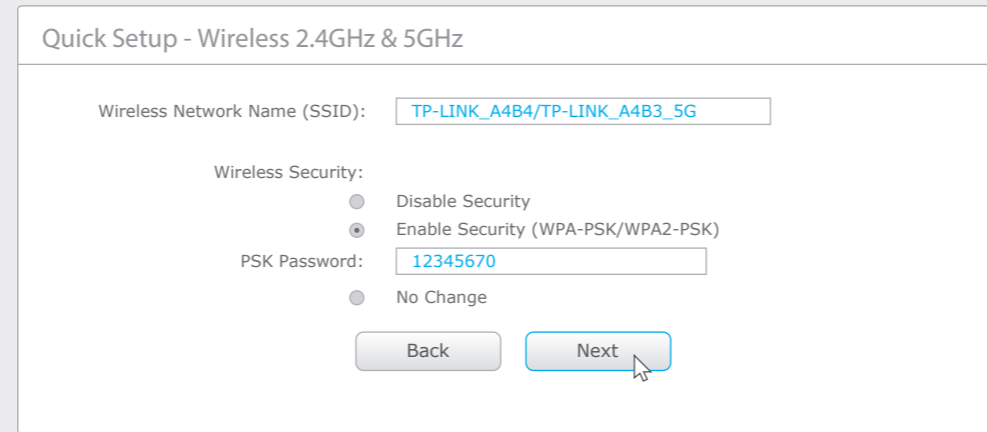 Quick Setup - Wireless 2.4GHz & 5GHz
Wireless Network Name (SSID): TP-LINK_A4B4/TP-LINK_A4B3_5G
Wireless Security:
Disable Security
Enable Security (WPA-PSK/WPA2-PSK)
PSK Password: 12345670
No Change
Back Next